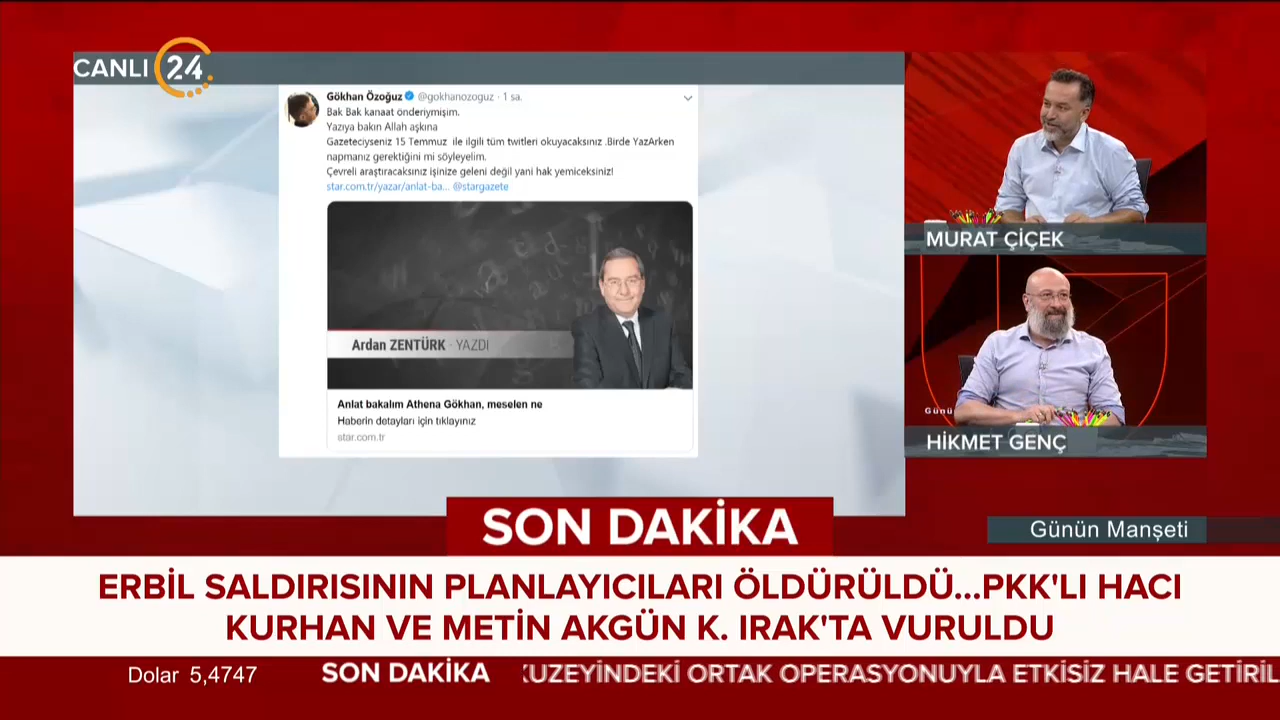 CANLI 24
Gökhan Özoğuz @gokhanozoguz · 1 sa.
Bak Bak kanaat önderiymişim.
Yazıya bakın Allah aşkına
Gazeteciyseniz 15 Temmuz ile ilgili tüm twitleri okuyacaksınız .Birde YazArken
napmanız gerektiğini mi söyleyelim.
Çevreli araştıracaksınız işinize geleni değil yani hak yemiceksiniz!
star.com.tr/yazar/anlat-ba... @stargazete
Ardan ZENTÜRK - YAZDI
Anlat bakalım Athena Gökhan, meselen ne
Haberin detayları için tıklayınız
star.com.tr
MURAT ÇİÇEK
Günü
HİKMET GENÇ
Günün Manşeti
SON DAKİKA
ERBİL SALDIRISININ PLANLAYICILARI ÖLDÜRÜLDÜ...PKK'LI HACI
KURHAN VE METİN AKGÜN K. IRAK'TA VURULDU
Dolar 5,4747
SON DAKİKA
KUZEYİNDEKİ ORTAK OPERASYONUYLA ETKİSİZ HALE GETİRİL